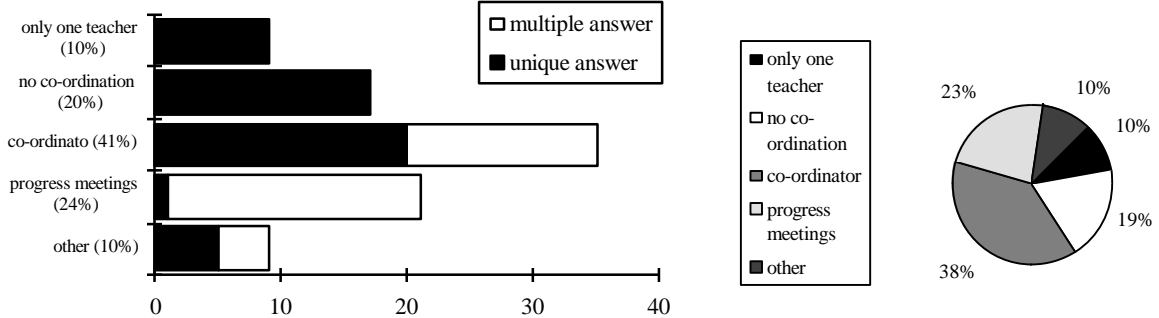 only one teacher
(10%)
no co-ordination
(20%)
co-ordinato (41%)
progress meetings
(24%)
other (10%)
0
10
20
30
40
multiple answer
unique answer
only one
teacher
no co-
ordination
co-ordinator
progress
meetings
other
23%
10%
10%
19%
38%